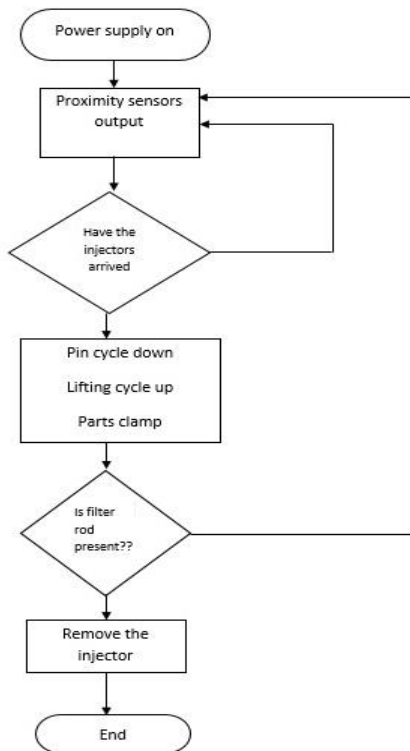 Power supply on
Proximity sensors
output
Have the
injectors
arrived
Pin cycle down
Lifting cycle up
Parts clamp
Is filter
rod
present??
Remove the
injector
End